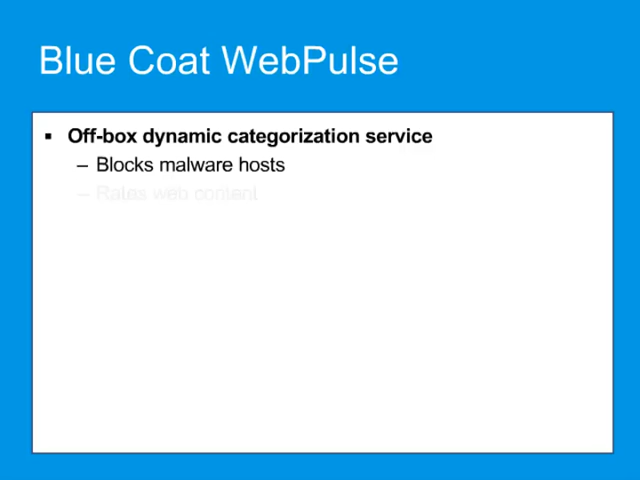 Blue Coat WebPulse
▪ Off-box dynamic categorization service
– Blocks malware hosts
– Rates web content